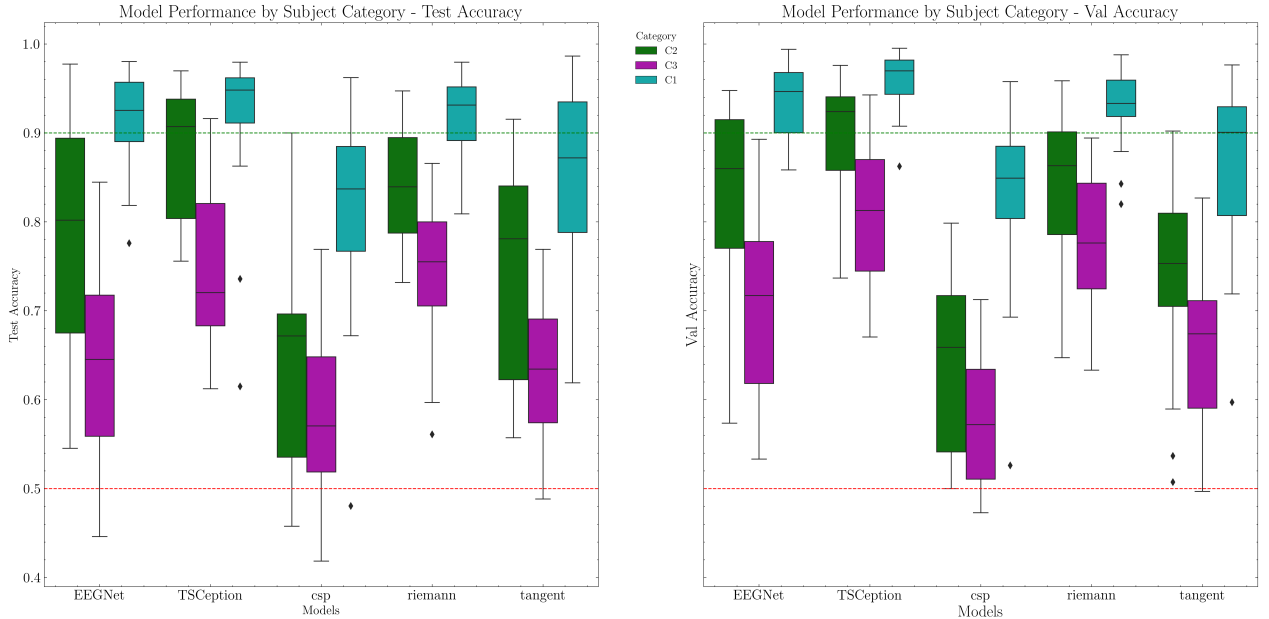 Model Performance by Subject Category - Test Accuracy
Test Accuracy
1.0
0.9
0.8
0.7
0.6
0.5
0.4
EEGNet
TSCeption
csp
riemann
tangent
Models
Category
C2
C3
C1
Model Performance by Subject Category - Val Accuracy
Val Accuracy
EEGNet
TSCeption
csp
riemann
tangent
Models